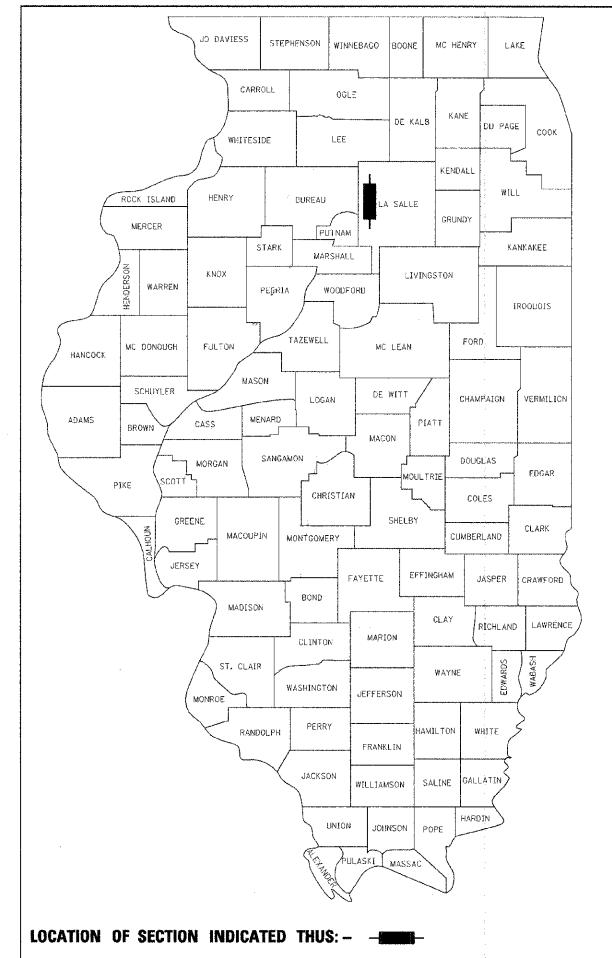 JO DAVIESS
STEPHENSON
WINNEBAGO
BOONE
MC HENRY
LAKE
CARROLL
OGLE
DE KALB
KANE
DU PAGE
COOK
WHITESIDE
LEE
KENDALL
WILL
ROCK ISLAND
HENRY
BUREAU
LA SALLE
GRUNDY
MERCER
PUTNAM
KANKAKEE
STARK
MARSHALL
HENDERSON
WARREN
KNOX
PEORIA
WOODFORD
LIVINGSTON
IROQUOIS
HANCOCK
MC DONOUGH
FULTON
TAZEWELL
MC LEAN
FORD
SCHUYLER
MASON
LOGAN
DE WITT
CHAMPAIGN
VERMILION
ADAMS
BROWN
CASS
MENARD
MACON
PIATT
PIKE
SCOTT
MORGAN
SANGAMON
CHRISTIAN
MOULTRIE
DOUGLAS
EDGAR
COLES
CALHOUN
GREENE
MACOUPIN
MONTGOMERY
SHELBY
CUMBERLAND
CLARK
JERSEY
FAYETTE
EFFINGHAM
JASPER
CRAWFORD
MADISON
BOND
CLAY
RICHLAND
LAWRENCE
CLINTON
MARION
ST. CLAIR
WAYNE
EDWARDS
WABASH
MONROE
WASHINGTON
JEFFERSON
RANDOLPH
PERRY
FRANKLIN
HAMILTON
WHITE
JACKSON
WILLIAMSON
SALINE
GALLATIN
UNION
JOHNSON
POPE
HARDIN
ALEXANDER
PULASKI
MASSAC
LOCATION OF SECTION INDICATED THUS: -